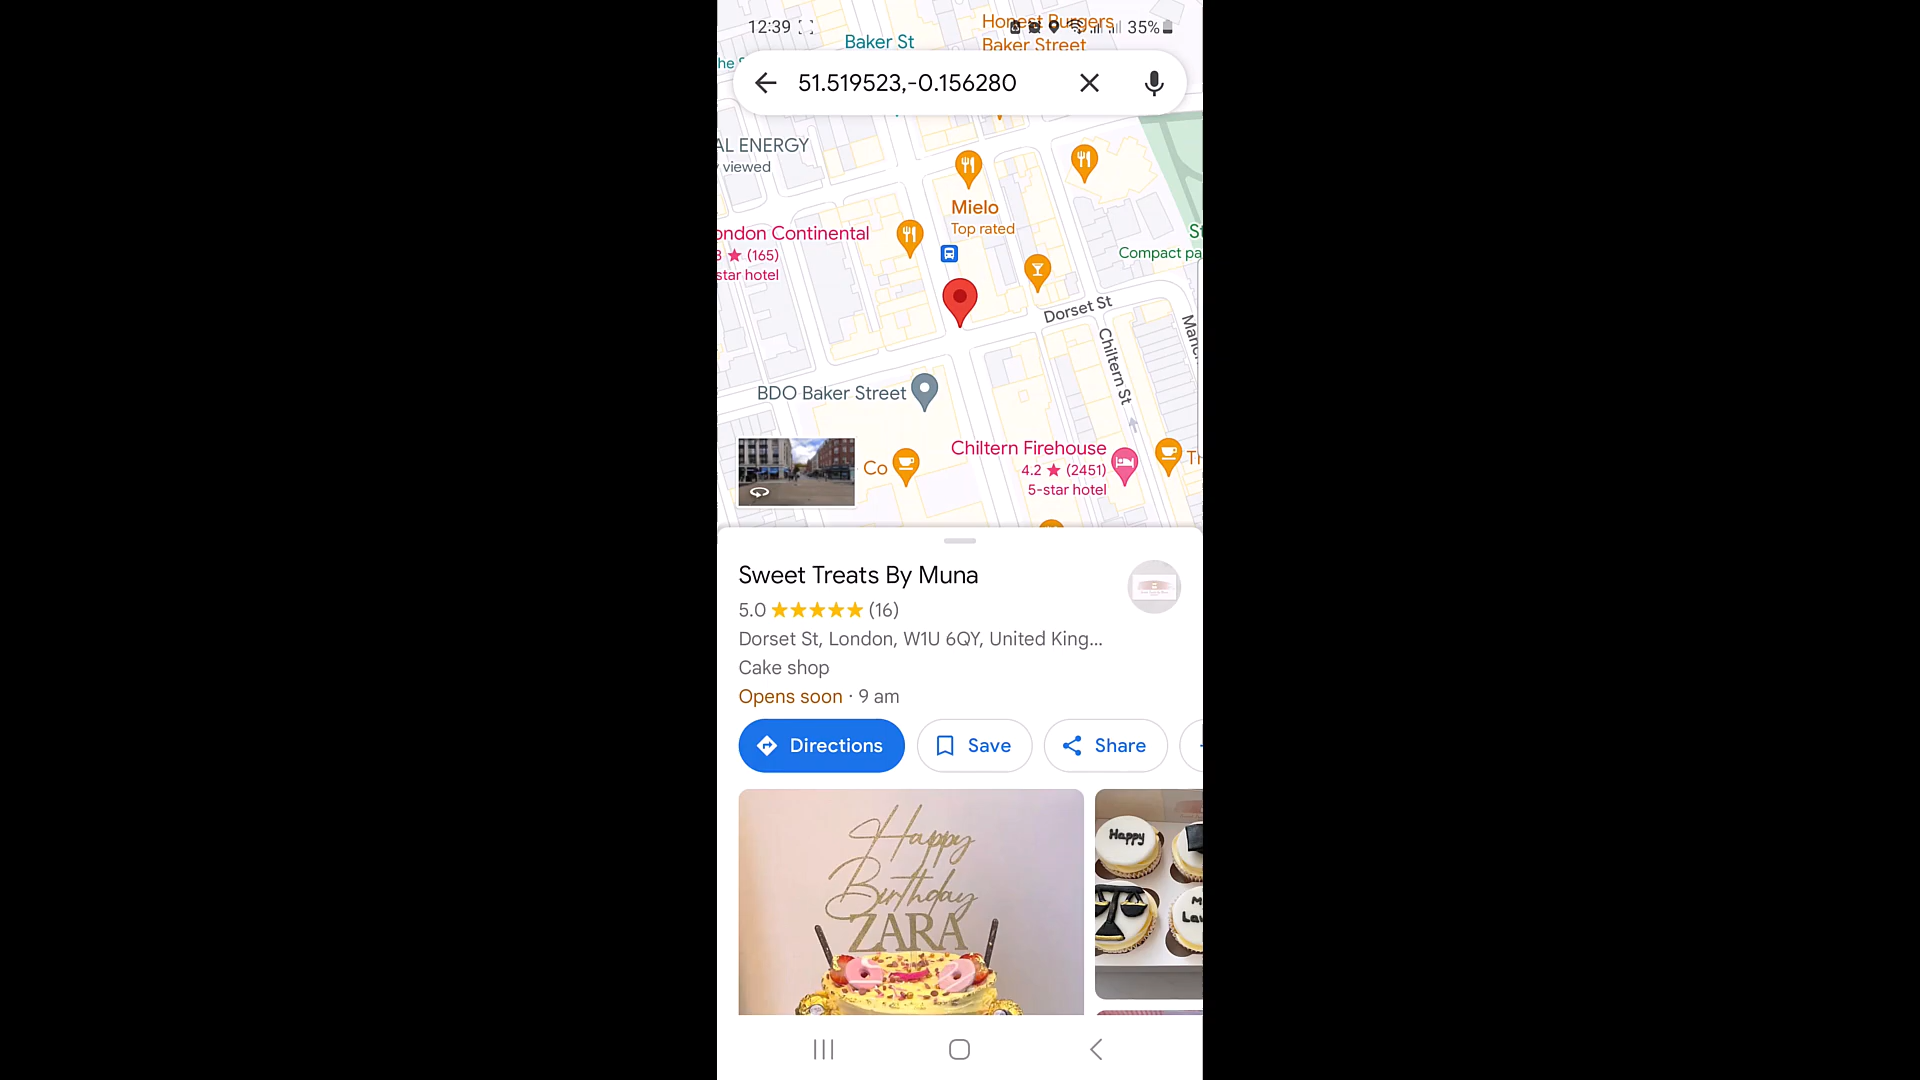 12:39
35%
Honest Burgers
Baker Street
Baker St
51.519523,-0.156280
AL ENERGY
viewed
Mielo
Top rated
ondon Continental
(165)
star hotel
Compact pa
Dorset St
Chiltern St
BDO Baker Street
Co
Chiltern Firehouse
4.2 ★ (2451)
5-star hotel
Sweet Treats By Muna
5.0 ★★★★★ (16)
Dorset St, London, W1U 6QY, United King...
Cake shop
Opens soon · 9 am
Directions
Save
Share
Happy
Birthday
ZARA
Happy